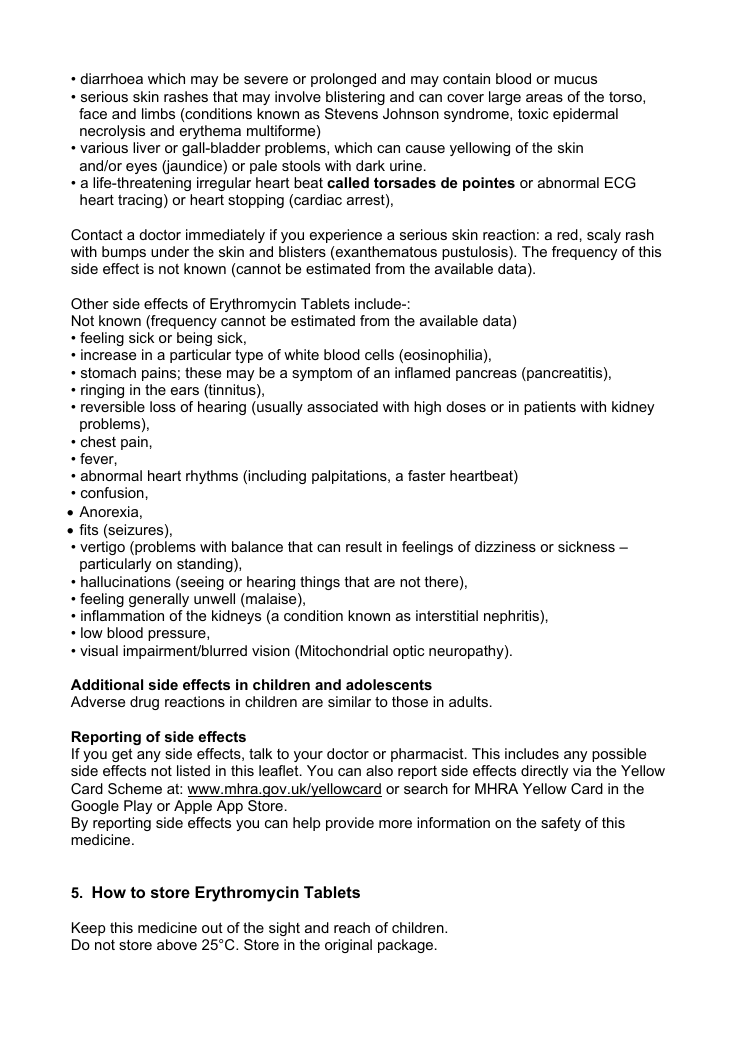 • diarrhoea which may be severe or prolonged and may contain blood or mucus
• serious skin rashes that may involve blistering and can cover large areas of the torso,
face and limbs (conditions known as Stevens Johnson syndrome, toxic epidermal
necrolysis and erythema multiforme)
• various liver or gall-bladder problems, which can cause yellowing of the skin
and/or eyes (jaundice) or pale stools with dark urine.
• a life-threatening irregular heart beat called torsades de pointes or abnormal ECG
heart tracing) or heart stopping (cardiac arrest),
Contact a doctor immediately if you experience a serious skin reaction: a red, scaly rash
with bumps under the skin and blisters (exanthematous pustulosis). The frequency of this
side effect is not known (cannot be estimated from the available data).
Other side effects of Erythromycin Tablets include-:
Not known (frequency cannot be estimated from the available data)
• feeling sick or being sick,
• increase in a particular type of white blood cells (eosinophilia),
• stomach pains; these may be a symptom of an inflamed pancreas (pancreatitis),
• ringing in the ears (tinnitus),
• reversible loss of hearing (usually associated with high doses or in patients with kidney
problems),
• chest pain,
• fever,
• abnormal heart rhythms (including palpitations, a faster heartbeat)
• confusion,
• Anorexia,
• fits (seizures),
• vertigo (problems with balance that can result in feelings of dizziness or sickness –
particularly on standing),
• hallucinations (seeing or hearing things that are not there),
• feeling generally unwell (malaise),
• inflammation of the kidneys (a condition known as interstitial nephritis),
• low blood pressure,
• visual impairment/blurred vision (Mitochondrial optic neuropathy).
Additional side effects in children and adolescents
Adverse drug reactions in children are similar to those in adults.
Reporting of side effects
If you get any side effects, talk to your doctor or pharmacist. This includes any possible
side effects not listed in this leaflet. You can also report side effects directly via the Yellow
Card Scheme at: www.mhra.gov.uk/yellowcard or search for MHRA Yellow Card in the
Google Play or Apple App Store.
By reporting side effects you can help provide more information on the safety of this
medicine.
5. How to store Erythromycin Tablets
Keep this medicine out of the sight and reach of children.
Do not store above 25°C. Store in the original package.